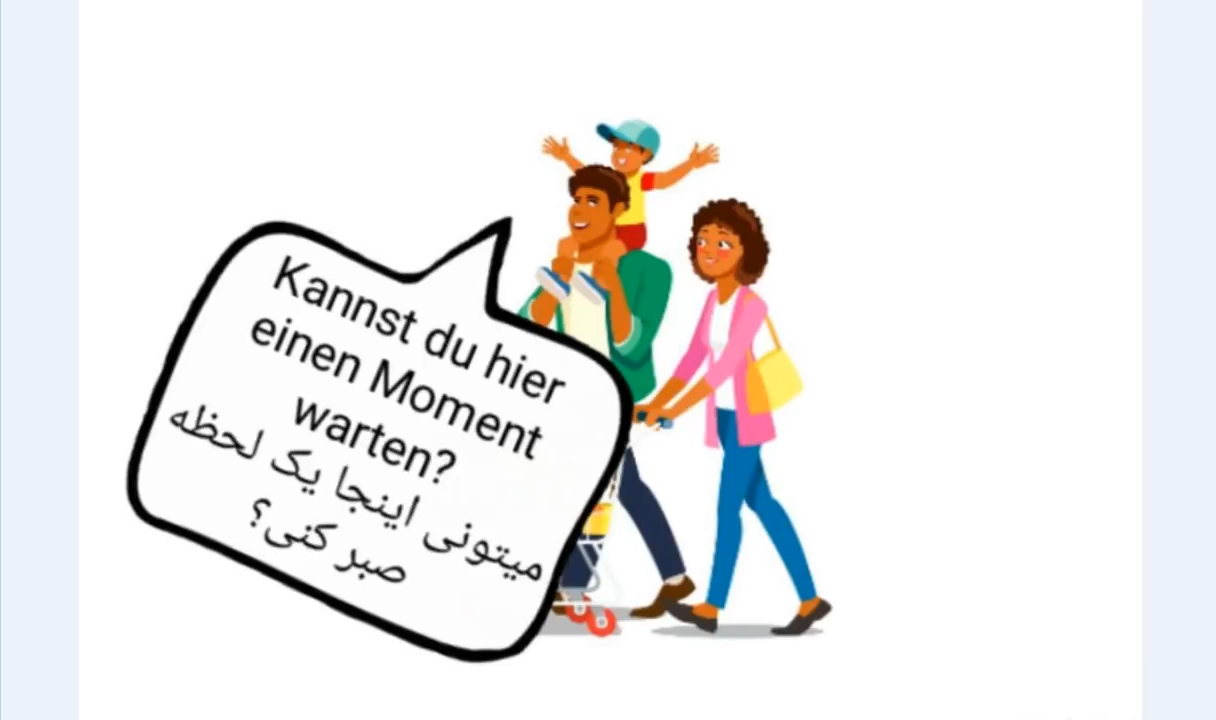 Kannst du hier
einen Moment
warten?
میتونی اینجا یک لحظه
صبر کنی؟